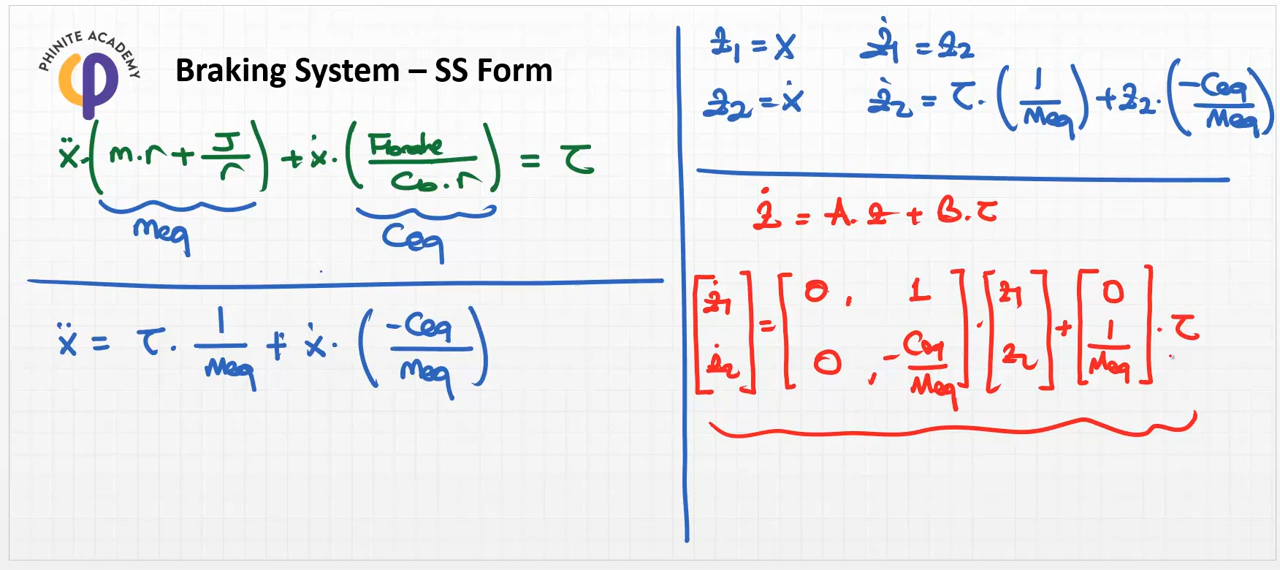 PHINITE ACADEMY
Braking System – SS Form
ẍ·(m.r + J/r) + ẋ·(Fbrake/(Cb.r)) = τ
Meq Ceq
ẍ = τ· 1/Meq + ẋ·(-Ceq/Meq)
z1 = x ż1 = z2
z2 = ẋ ż2 = τ·(1/Meq) + z2·(-Ceq/Meq)
ż = A.z + B.τ
[ż1; ż2] = [0, 1; 0, -Ceq/Meq]·[z1; z2] + [0; 1/Meq]·τ